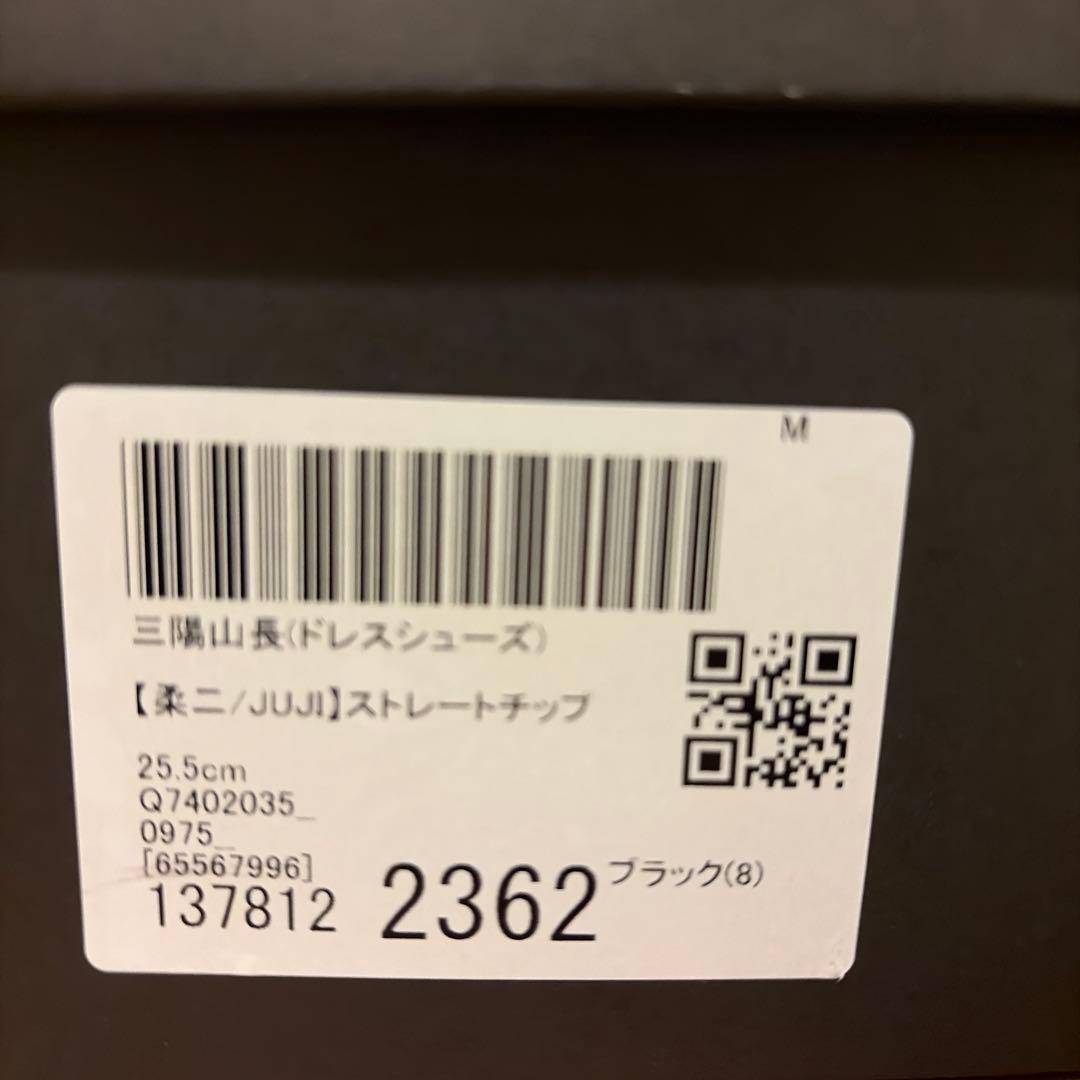 M
三陽山長(ドレスシューズ)
【柔二/JUJI】ストレートチップ
25.5cm
Q7402035_
0975_
[65567996]
137812 2362 ブラック(8)